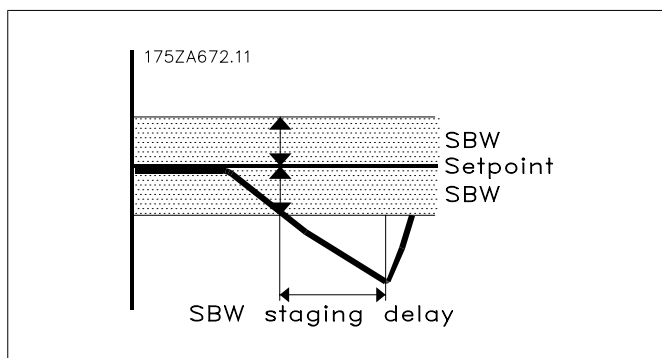 175ZA672.11
SBW
Setpoint
SBW
SBW staging delay